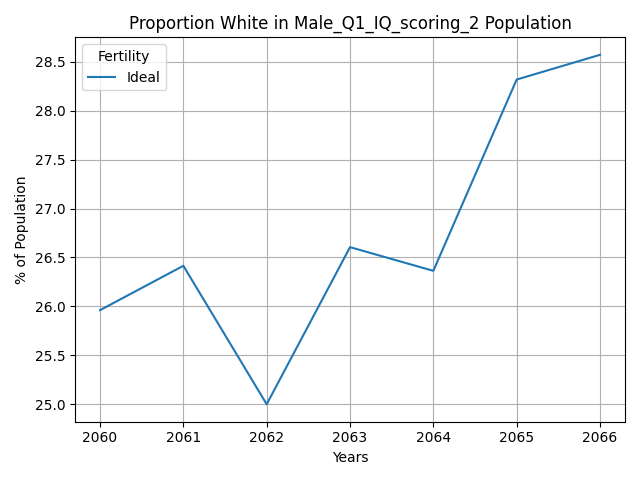 Proportion White in Male_Q1_IQ_scoring_2 Population
Fertility
Ideal
% of Population
28.5
28.0
27.5
27.0
26.5
26.0
25.5
25.0
2060 2061 2062 2063 2064 2065 2066
Years